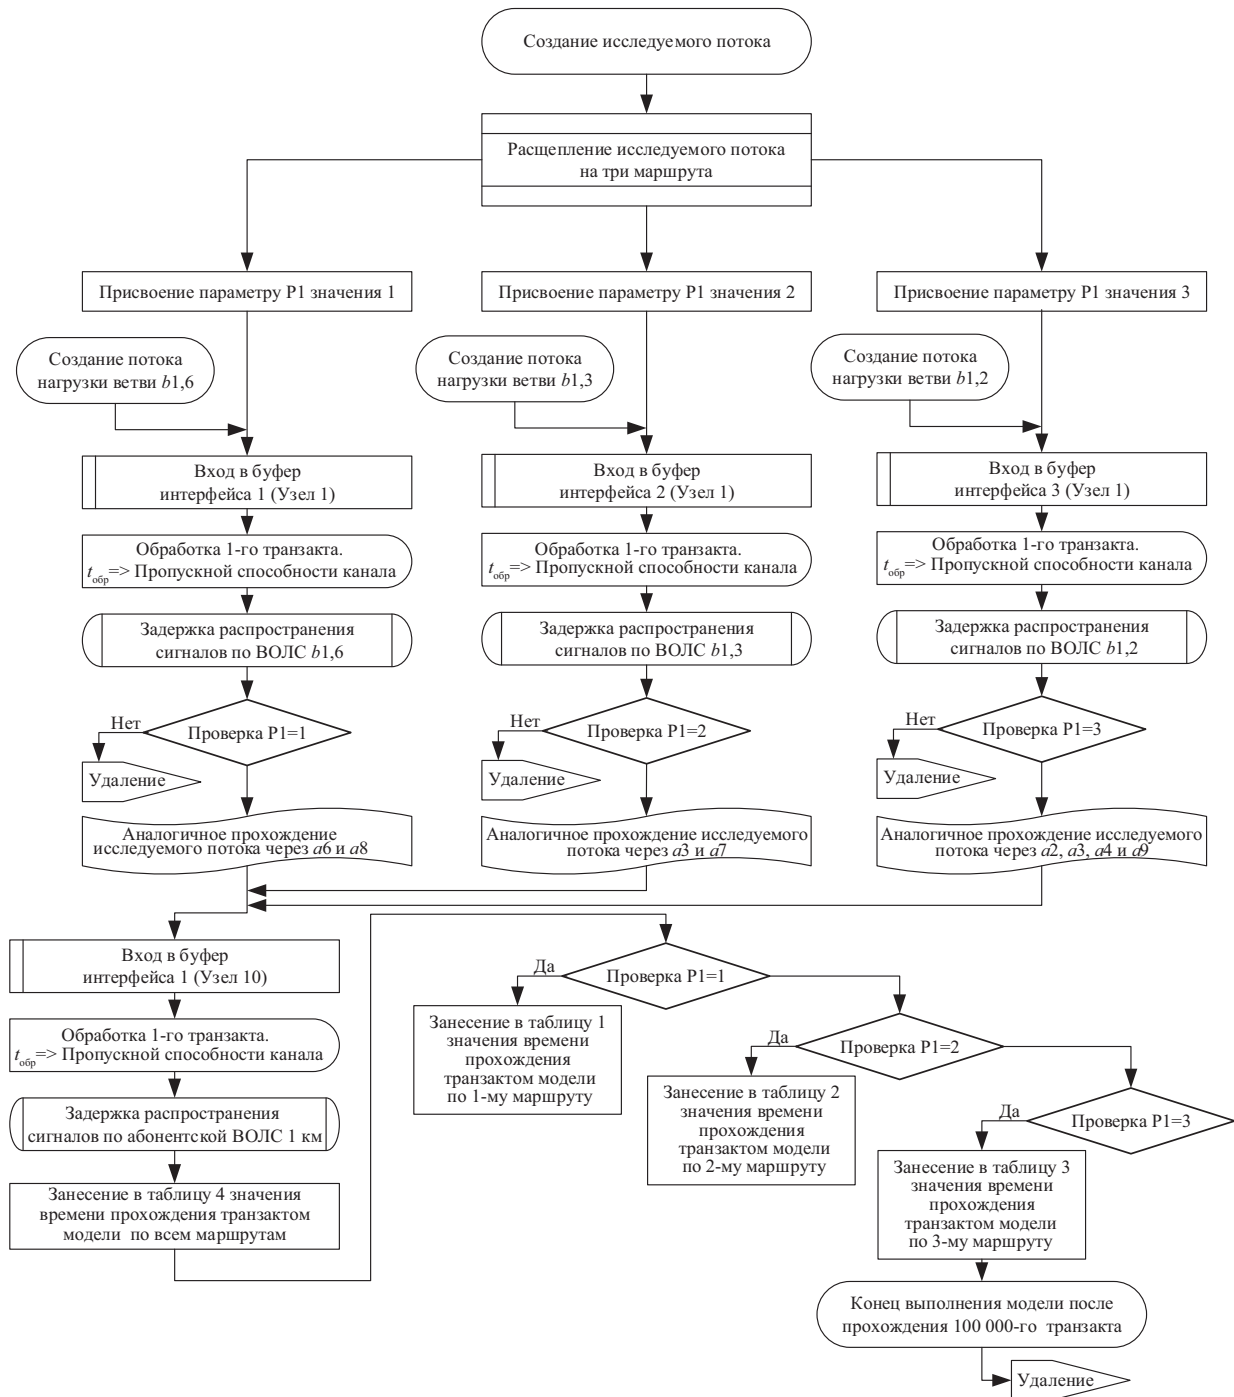 Создание исследуемого потока
Расщепление исследуемого потока
на три маршрута
Присвоение параметру P1 значения 1
Присвоение параметру P1 значения 2
Присвоение параметру P1 значения 3
Создание потока
нагрузки ветви b1,6
Создание потока
нагрузки ветви b1,3
Создание потока
нагрузки ветви b1,2
Вход в буфер
интерфейса 1 (Узел 1)
Вход в буфер
интерфейса 2 (Узел 1)
Вход в буфер
интерфейса 3 (Узел 1)
Обработка 1-го транзакта.
tобр=> Пропускной способности канала
Обработка 1-го транзакта.
tобр=> Пропускной способности канала
Обработка 1-го транзакта.
tобр=> Пропускной способности канала
Задержка распространения
сигналов по ВОЛС b1,6
Задержка распространения
сигналов по ВОЛС b1,3
Задержка распространения
сигналов по ВОЛС b1,2
Нет
Проверка P1=1
Нет
Проверка P1=2
Нет
Проверка P1=3
Удаление
Удаление
Удаление
Аналогичное прохождение
исследуемого потока через a6 и a8
Аналогичное прохождение исследуемого
потока через a3 и a7
Аналогичное прохождение исследуемого
потока через a2, a3, a4 и a9
Вход в буфер
интерфейса 1 (Узел 10)
Обработка 1-го транзакта.
tобр=> Пропускной способности канала
Задержка распространения
сигналов по абонентской ВОЛС 1 км
Занесение в таблицу 4 значения
времени прохождения транзактом
модели по всем маршрутам
Да
Проверка P1=1
Занесение в таблицу 1
значения времени
прохождения
транзактом модели
по 1-му маршруту
Да
Проверка P1=2
Занесение в таблицу 2
значения времени
прохождения
транзактом модели
по 2-му маршруту
Да
Проверка P1=3
Занесение в таблицу 3
значения времени
прохождения
транзактом модели
по 3-му маршруту
Конец выполнения модели после
прохождения 100 000-го транзакта
Удаление